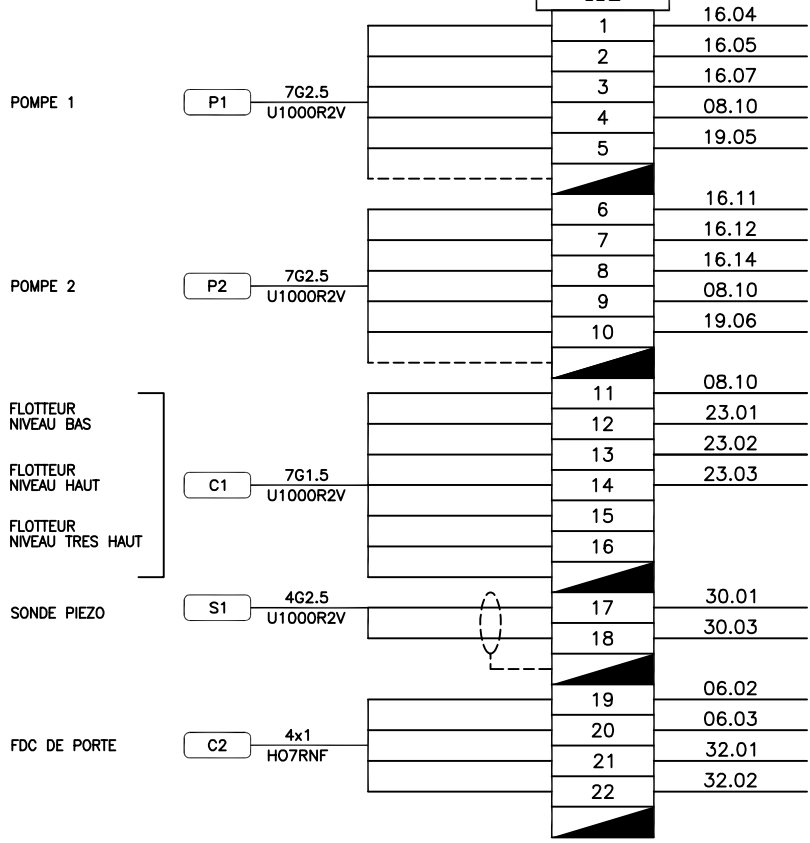 1 16.04
2 16.05
3 16.07
POMPE 1 P1 7G2.5 U1000R2V
4 08.10
5 19.05
6 16.11
7 16.12
8 16.14
POMPE 2 P2 7G2.5 U1000R2V
9 08.10
10 19.06
11 08.10
FLOTTEUR
NIVEAU BAS
12 23.01
13 23.02
FLOTTEUR
NIVEAU HAUT
C1 7G1.5 U1000R2V
14 23.03
15
FLOTTEUR
NIVEAU TRES HAUT
16
SONDE PIEZO S1 4G2.5 U1000R2V
17 30.01
18 30.03
19 06.02
20 06.03
FDC DE PORTE C2 4x1 HO7RNF
21 32.01
22 32.02